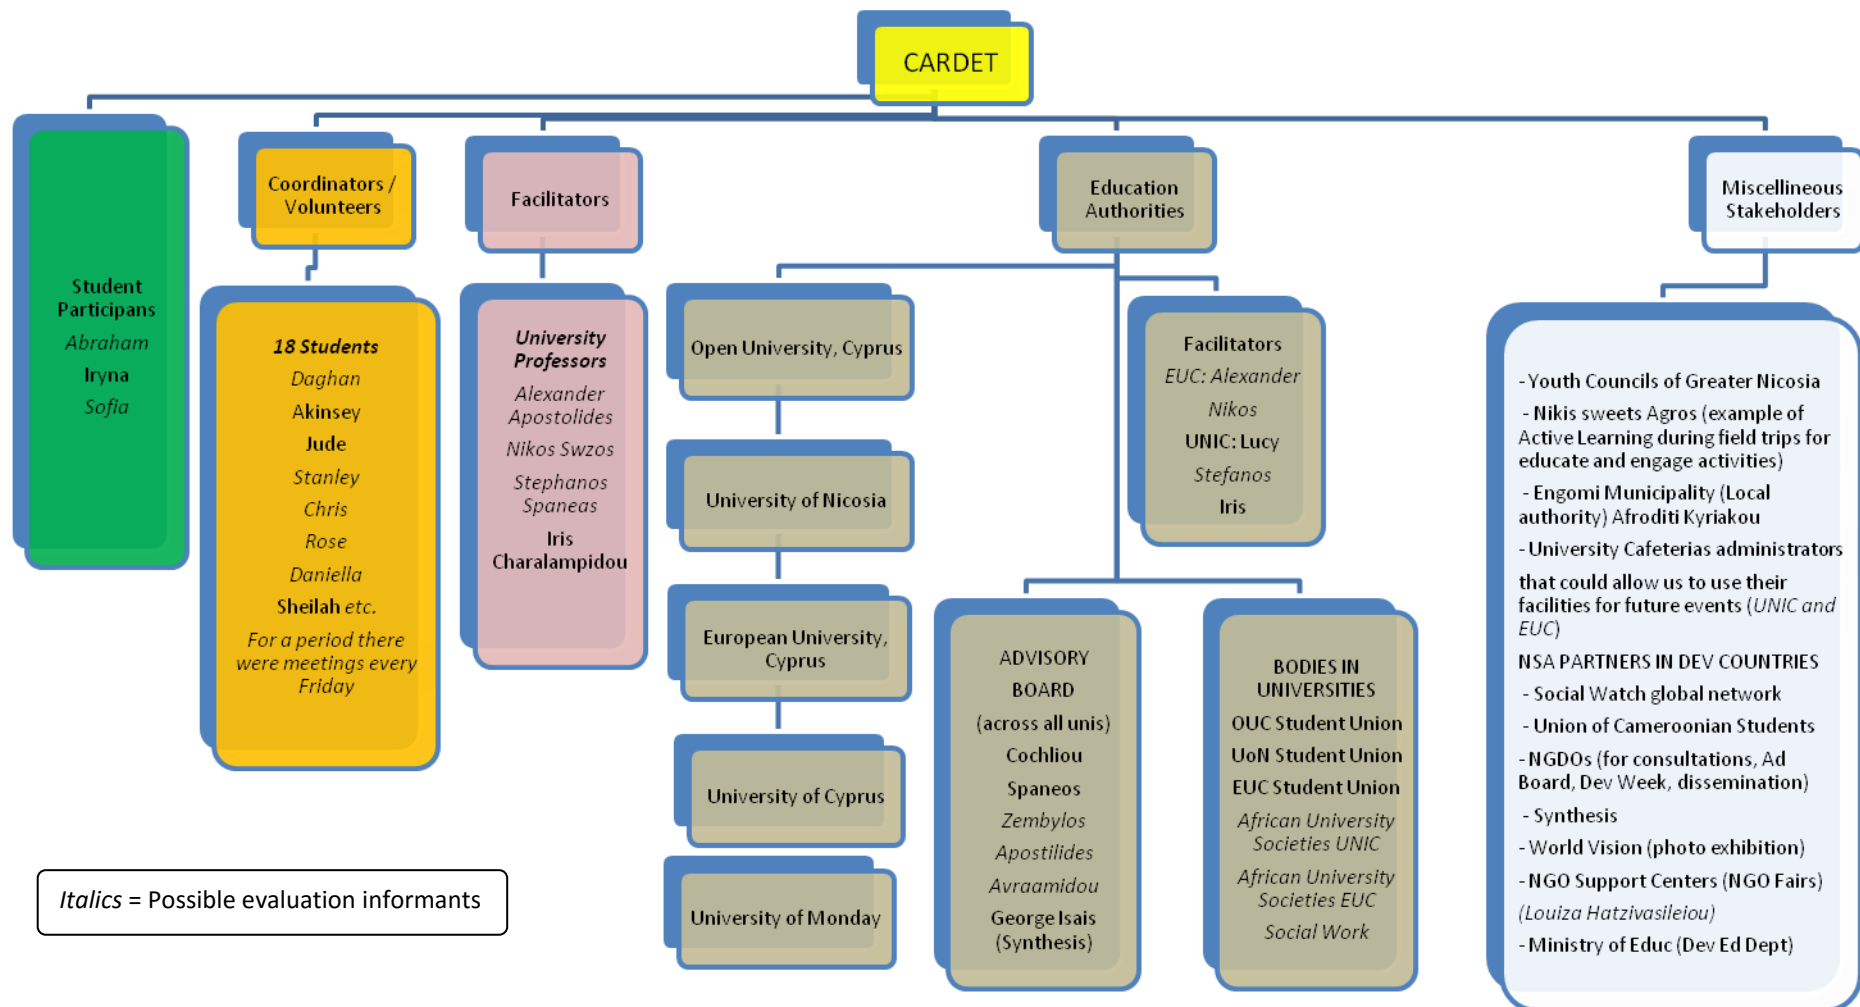 CARDET
Student
Participans
Abraham
Iryna
Sofia
Coordinators /
Volunteers
18 Students
Daghan
Akinsey
Jude
Stanley
Chris
Rose
Daniella
Sheilah etc.
For a period there
were meetings every
Friday
Facilitators
University
Professors
Alexander
Apostolides
Nikos Swzos
Stephanos
Spaneas
Iris
Charalampidou
Education
Authorities
Open University, Cyprus
University of Nicosia
European University,
Cyprus
University of Cyprus
University of Monday
Facilitators
EUC: Alexander
Nikos
UNIC: Lucy
Stefanos
Iris
ADVISORY
BOARD
(across all unis)
Cochliou
Spaneos
Zembylos
Apostilides
Avraamidou
George Isais
(Synthesis)
BODIES IN
UNIVERSITIES
OUC Student Union
UoN Student Union
EUC Student Union
African University
Societies UNIC
African University
Societies EUC
Social Work
Miscellineous
Stakeholders
- Youth Councils of Greater Nicosia
- Nikis sweets Agros (example of
Active Learning during field trips for
educate and engage activities)
- Engomi Municipality (Local
authority) Afroditi Kyriakou
- University Cafeterias administrators
that could allow us to use their
facilities for future events (UNIC and
EUC)
NSA PARTNERS IN DEV COUNTRIES
- Social Watch global network
- Union of Cameroonian Students
- NGDOs (for consultations, Ad
Board, Dev Week, dissemination)
- Synthesis
- World Vision (photo exhibition)
- NGO Support Centers (NGO Fairs)
(Louiza Hatzivasileiou)
- Ministry of Educ (Dev Ed Dept)
Italics = Possible evaluation informants